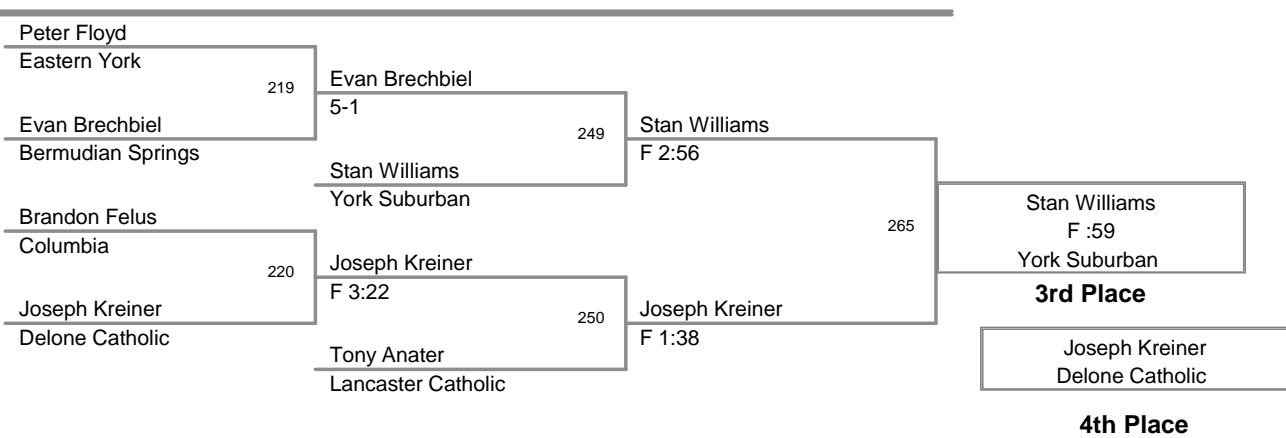 Peter Floyd
Eastern York
219
Evan Brechbiel
5-1
Evan Brechbiel
Bermudian Springs
249
Stan Williams
F 2:56
Stan Williams
York Suburban
Brandon Felus
Columbia
220
Joseph Kreiner
F 3:22
Joseph Kreiner
Delone Catholic
250
Joseph Kreiner
F 1:38
Tony Anater
Lancaster Catholic
265
Stan Williams
F :59
York Suburban
3rd Place
Joseph Kreiner
Delone Catholic
4th Place